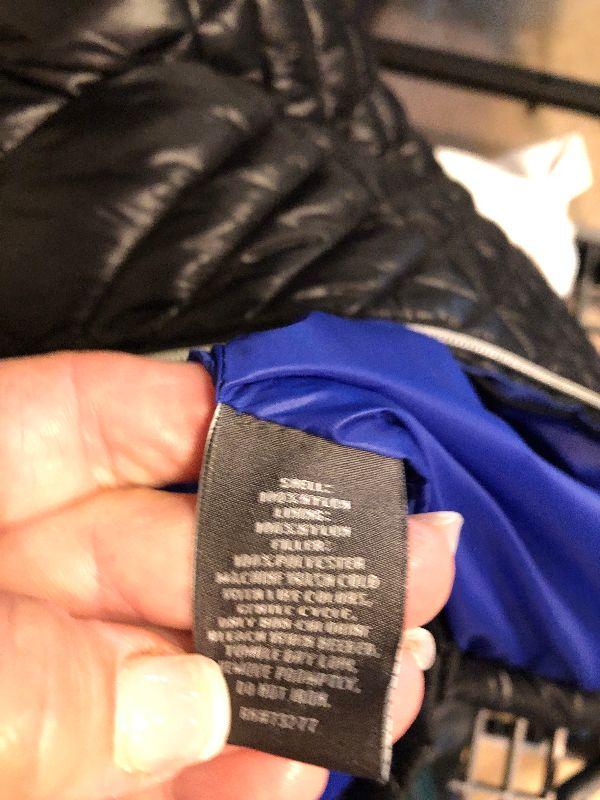 SHELL:
100% NYLON
LINING:
100% NYLON
FILLER:
100% POLYESTER
MACHINE WASH COLD
WITH LIKE COLORS,
GENTLE CYCLE.
ONLY NON-CHLORINE
BLEACH WHEN NEEDED.
TUMBLE DRY LOW.
REMOVE PROMPTLY.
DO NOT IRON.